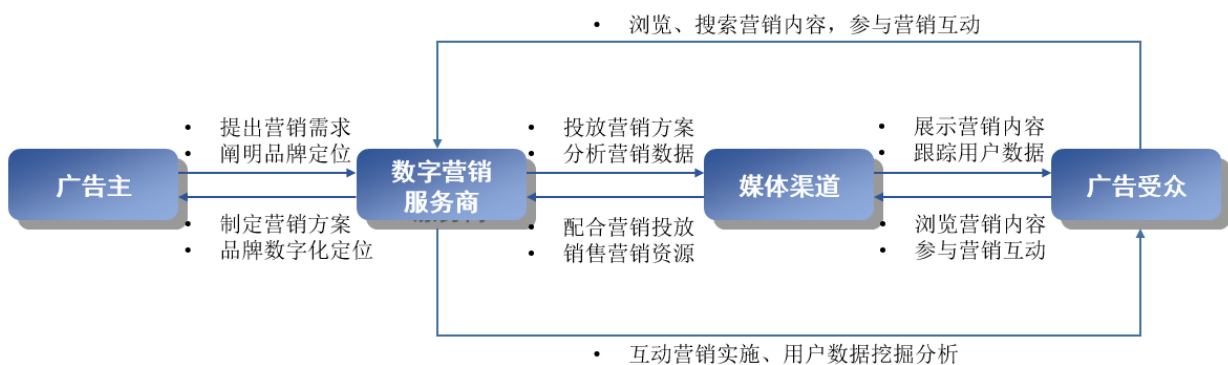 • 浏览、搜索营销内容，参与营销互动
• 提出营销需求
• 阐明品牌定位
• 投放营销方案
• 分析营销数据
• 展示营销内容
• 跟踪用户数据
广告主
数字营销
服务商
媒体渠道
广告受众
• 制定营销方案
• 品牌数字化定位
• 配合营销投放
• 销售营销资源
• 浏览营销内容
• 参与营销互动
• 互动营销实施、用户数据挖掘分析